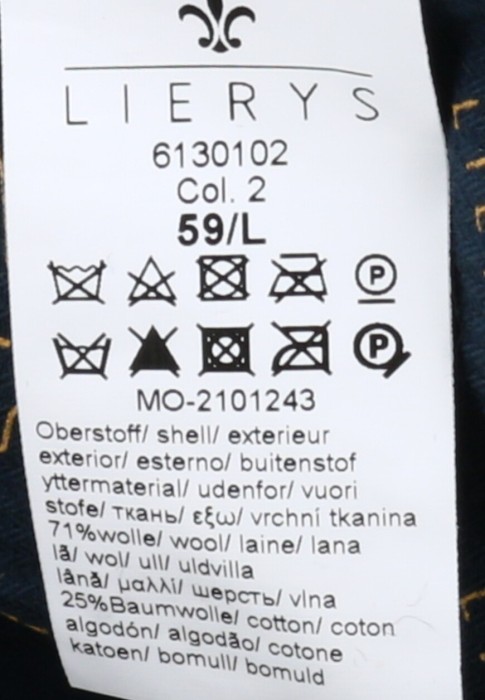 LIERYS
6130102
Col. 2
59/L
P
P
MO-2101243
Oberstoff/ shell/ exterieur
exterior/ esterno/ buitenstof
yttermaterial/ udenfor/ vuori
stofe/ ткань/ εξω/ vrchní tkanina
71%wolle/ wool/ laine/ lana
lã/ wol/ ull/ uldvilla
lână/ μαλλί/ шерсть/ vlna
25%Baumwolle/ cotton/ coton
algodón/ algodão/ cotone
katoen/ bomull/ bomuld